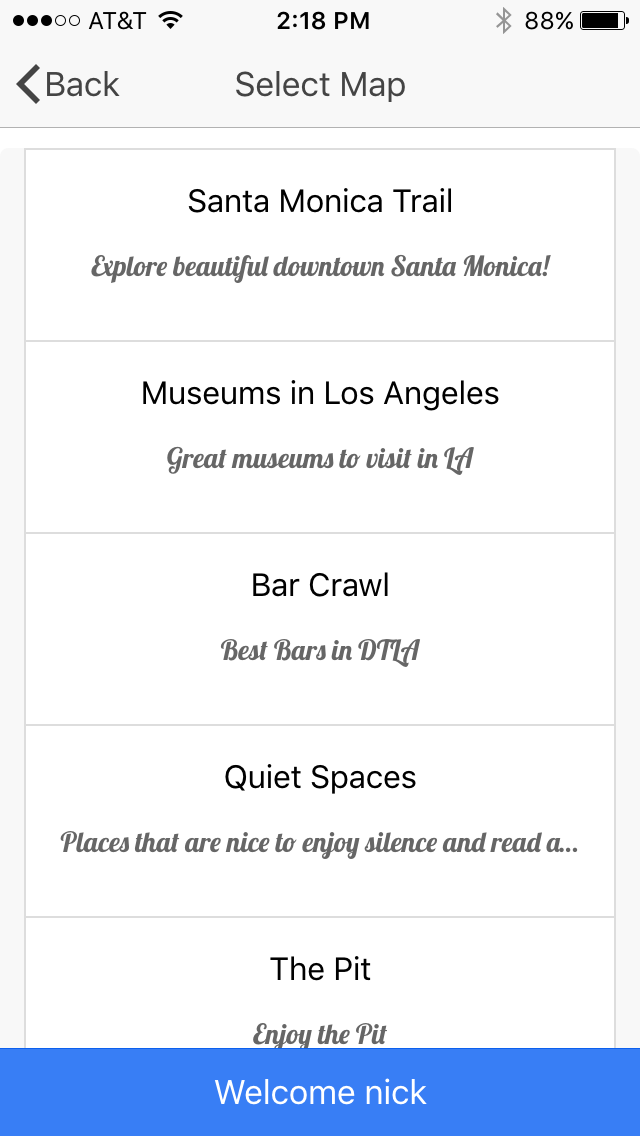 AT&T 2:18 PM 88%
Back Select Map
Santa Monica Trail
Explore beautiful downtown Santa Monica!
Museums in Los Angeles
Great museums to visit in LA
Bar Crawl
Best Bars in DTLA
Quiet Spaces
Places that are nice to enjoy silence and read a...
The Pit
Enjoy the Pit
Welcome nick